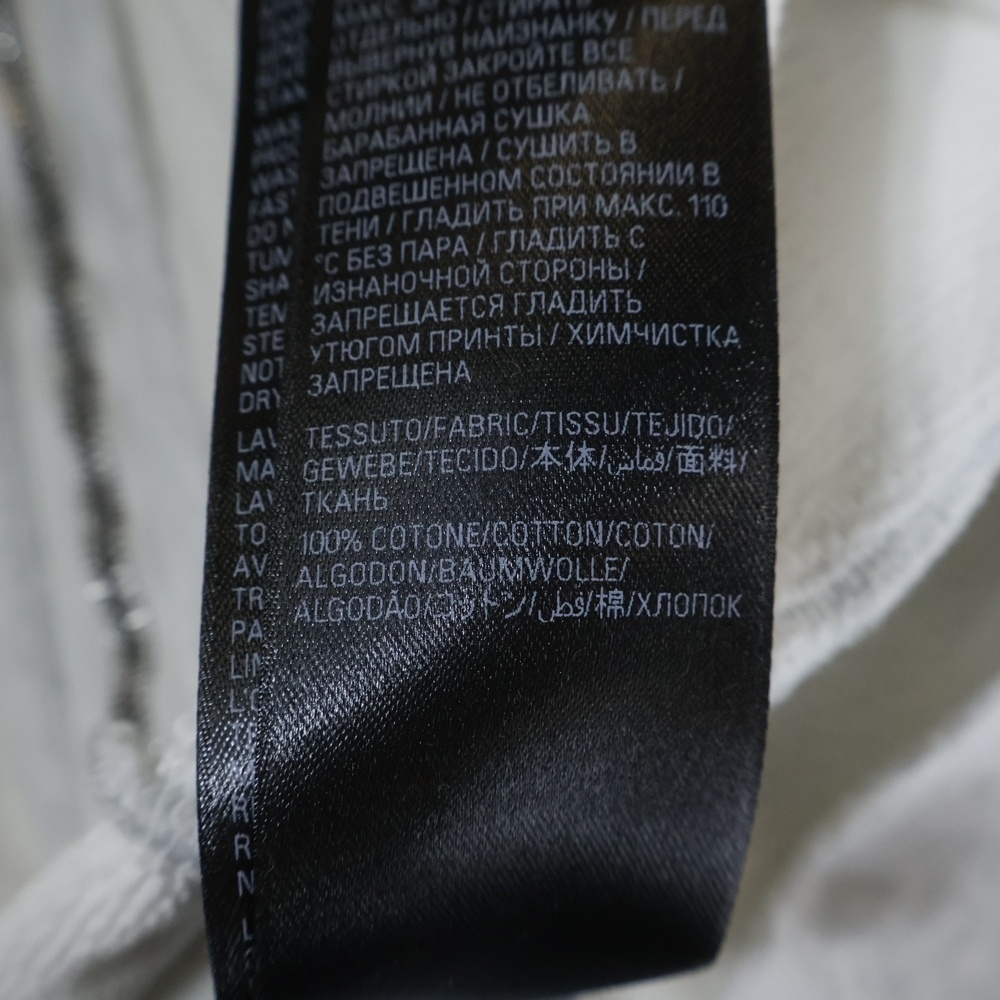 ОТДЕЛЬНО / СТИРАТЬ
ВЫВЕРНУВ НАИЗНАНКУ / ПЕРЕД
СТИРКОЙ ЗАКРОЙТЕ ВСЕ
МОЛНИИ / НЕ ОТБЕЛИВАТЬ /
БАРАБАННАЯ СУШКА
ЗАПРЕЩЕНА / СУШИТЬ В
ПОДВЕШЕННОМ СОСТОЯНИИ В
ТЕНИ / ГЛАДИТЬ ПРИ МАКС. 110
°C БЕЗ ПАРА / ГЛАДИТЬ С
ИЗНАНОЧНОЙ СТОРОНЫ /
ЗАПРЕЩАЕТСЯ ГЛАДИТЬ
УТЮГОМ ПРИНТЫ / ХИМЧИСТКА
ЗАПРЕЩЕНА
TESSUTO/FABRIC/TISSU/TEJIDO/
GEWEBE/TECIDO/本体/قماش/面料/
ТКАНЬ
100% COTONE/COTTON/COTON/
ALGODON/BAUMWOLLE/
ALGODÃO/コットン/قطن/棉/ХЛОПОК